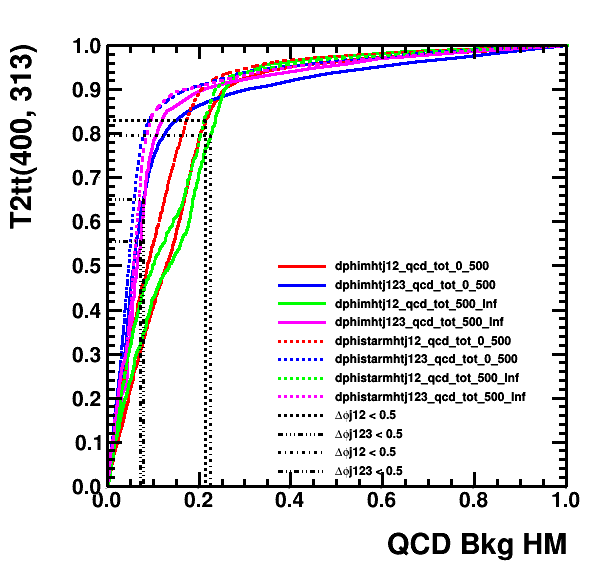 T2tt(400, 313)
1.0
0.9
0.8
0.7
0.6
0.5
0.4
0.3
0.2
0.1
0.0
dphimhtj12_qcd_tot_0_500
dphimhtj123_qcd_tot_0_500
dphimhtj12_qcd_tot_500_Inf
dphimhtj123_qcd_tot_500_Inf
dphistarmhtj12_qcd_tot_0_500
dphistarmhtj123_qcd_tot_0_500
dphistarmhtj12_qcd_tot_500_Inf
dphistarmhtj123_qcd_tot_500_Inf
Δϕj12 < 0.5
Δϕj123 < 0.5
Δϕj12 < 0.5
Δϕj123 < 0.5
0.0 0.2 0.4 0.6 0.8 1.0
QCD Bkg HM